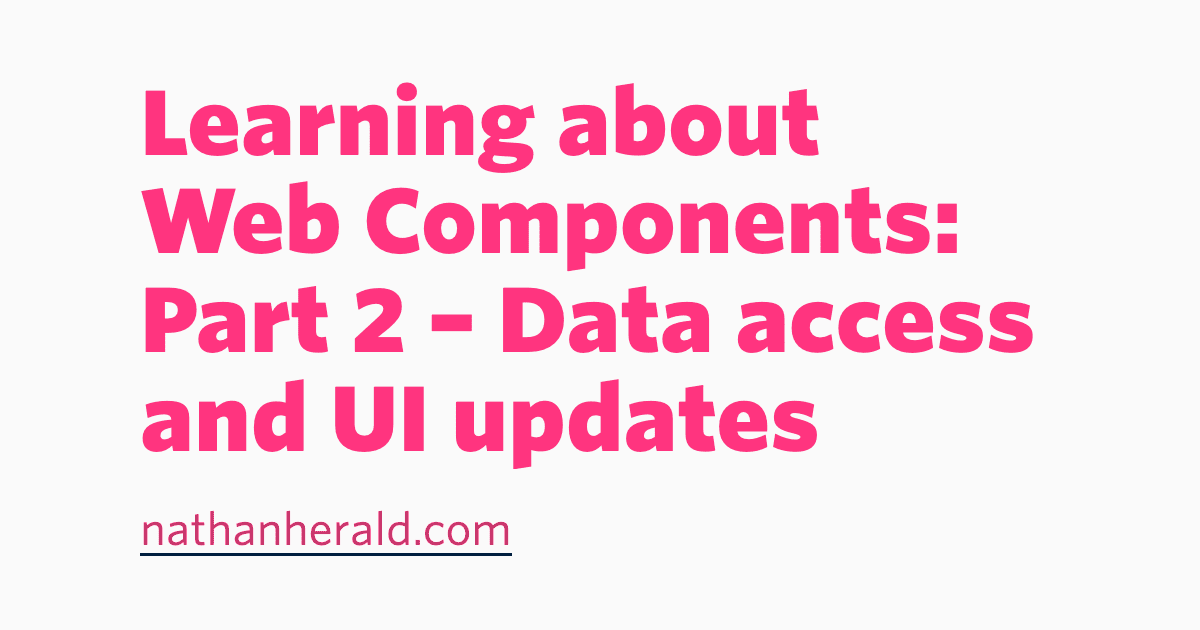 Learning about
Web Components:
Part 2 – Data access
and UI updates
nathanherald.com